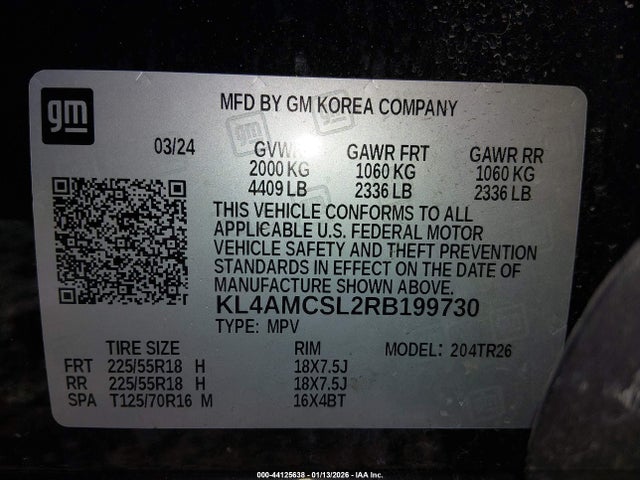 gm
MFD BY GM KOREA COMPANY
03/24 GVWR GAWR FRT GAWR RR
2000 KG 1060 KG 1060 KG
4409 LB 2336 LB 2336 LB
THIS VEHICLE CONFORMS TO ALL
APPLICABLE U.S. FEDERAL MOTOR
VEHICLE SAFETY AND THEFT PREVENTION
STANDARDS IN EFFECT ON THE DATE OF
MANUFACTURE SHOWN ABOVE.
KL4AMCSL2RB199730
TYPE: MPV
TIRE SIZE RIM MODEL: 204TR26
FRT 225/55R18 H 18X7.5J
RR 225/55R18 H 18X7.5J
SPA T125/70R16 M 16X4BT
000-44125638 - 01/13/2026 - IAA Inc.